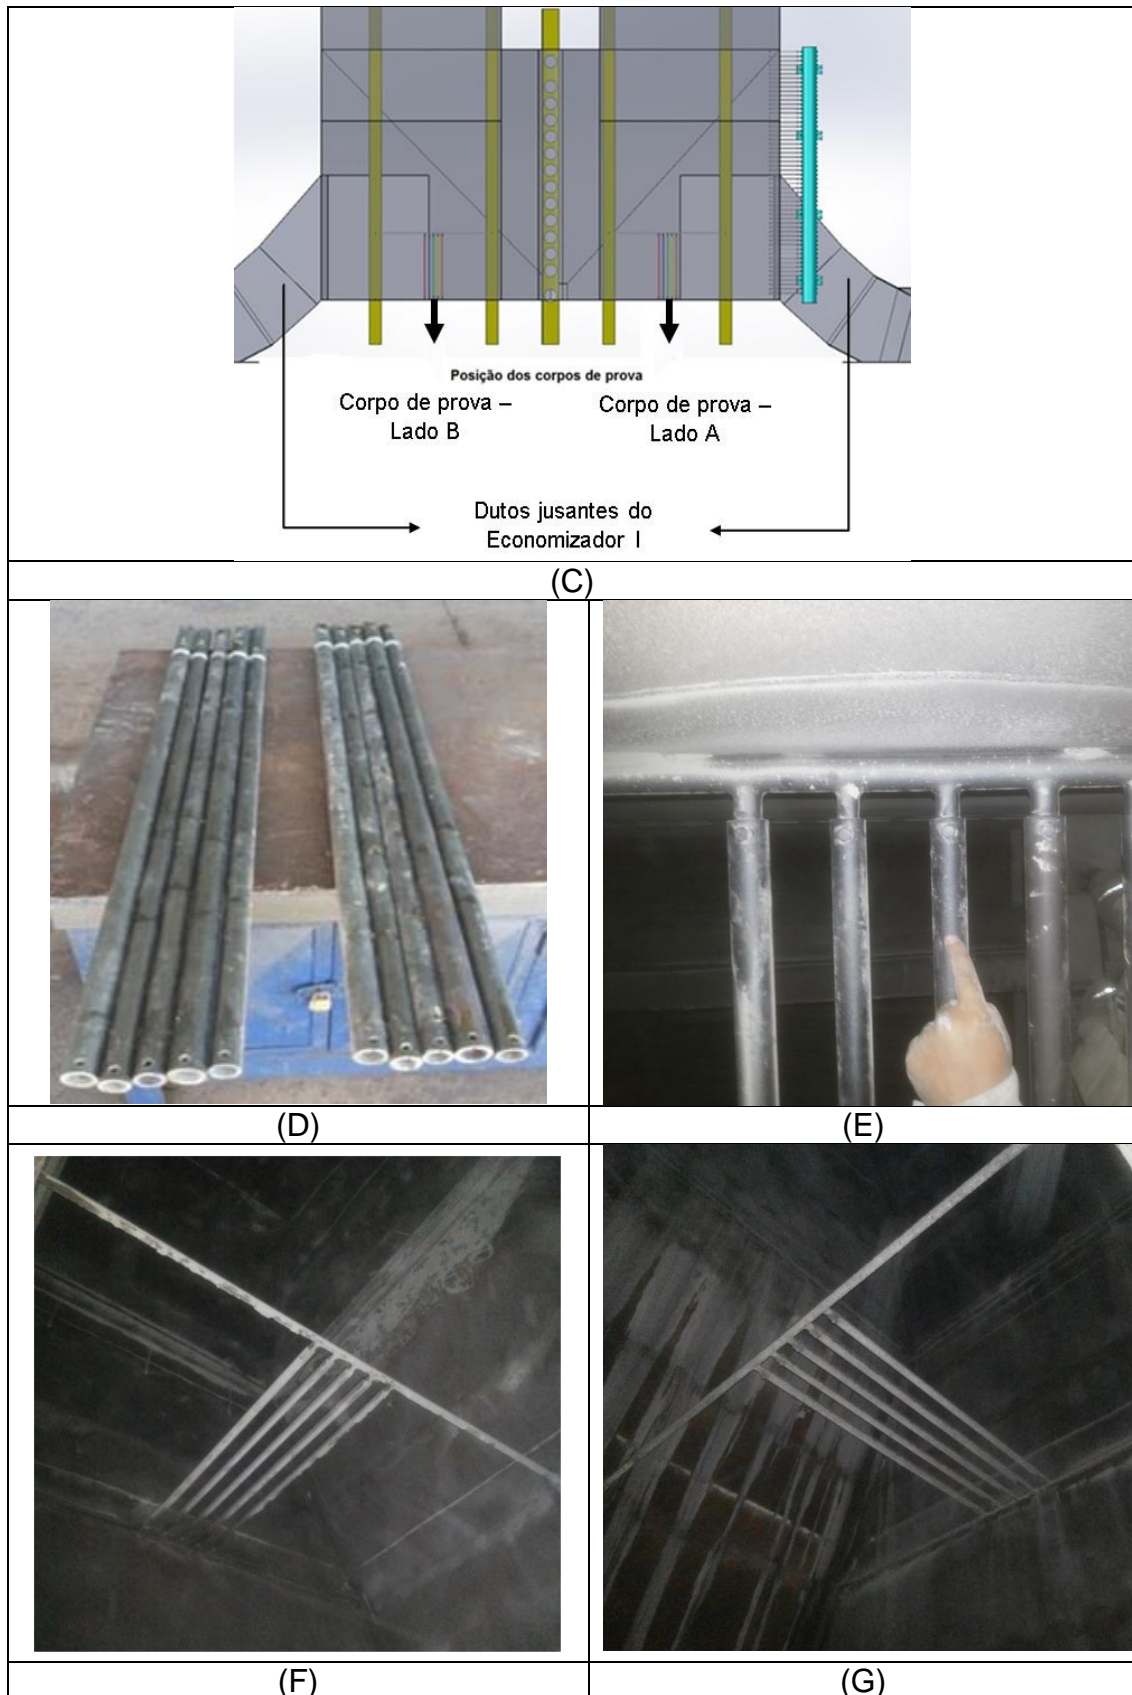 Posição dos corpos de prova
Corpo de prova –
Lado B
Corpo de prova –
Lado A
Dutos jusantes do
Economizador I
(C)
(D)
(E)
(F)
(G)